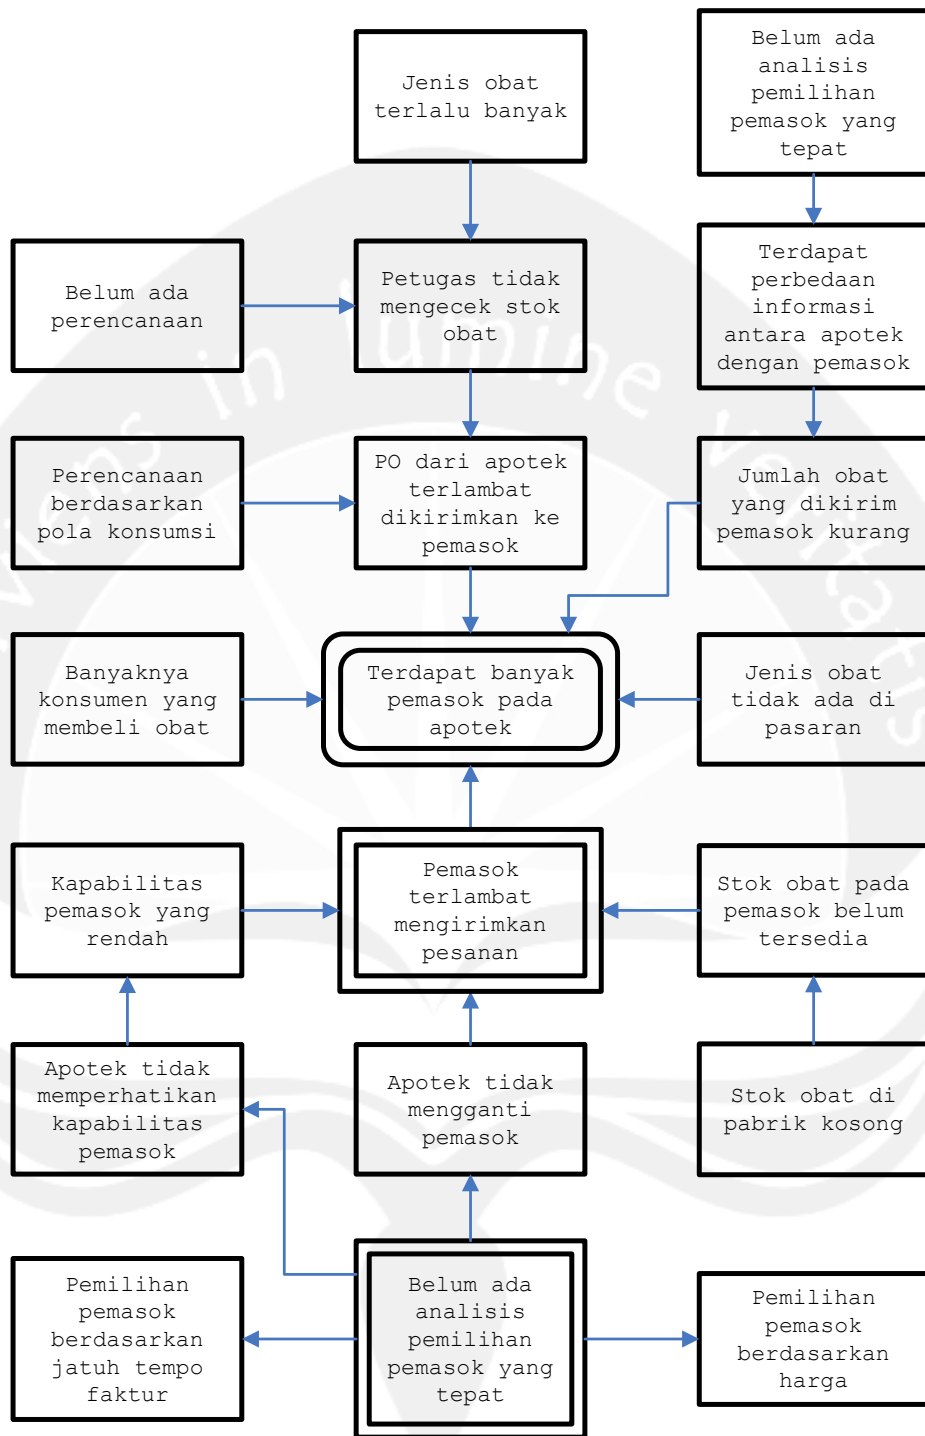 Jenis obat
terlalu banyak
Belum ada
analisis
pemilihan
pemasok yang
tepat
Belum ada
perencanaan
Petugas tidak
mengecek stok
obat
Terdapat
perbedaan
informasi
antara apotek
dengan pemasok
Perencanaan
berdasarkan
pola konsumsi
PO dari apotek
terlambat
dikirimkan ke
pemasok
Jumlah obat
yang dikirim
pemasok kurang
Banyaknya
konsumen yang
membeli obat
Terdapat banyak
pemasok pada
apotek
Jenis obat
tidak ada di
pasaran
Kapabilitas
pemasok yang
rendah
Pemasok
terlambat
mengirimkan
pesanan
Stok obat pada
pemasok belum
tersedia
Apotek tidak
memperhatikan
kapabilitas
pemasok
Apotek tidak
mengganti
pemasok
Stok obat di
pabrik kosong
Pemilihan
pemasok
berdasarkan
jatuh tempo
faktur
Belum ada
analisis
pemilihan
pemasok yang
tepat
Pemilihan
pemasok
berdasarkan
harga
viens in lumine veritatis